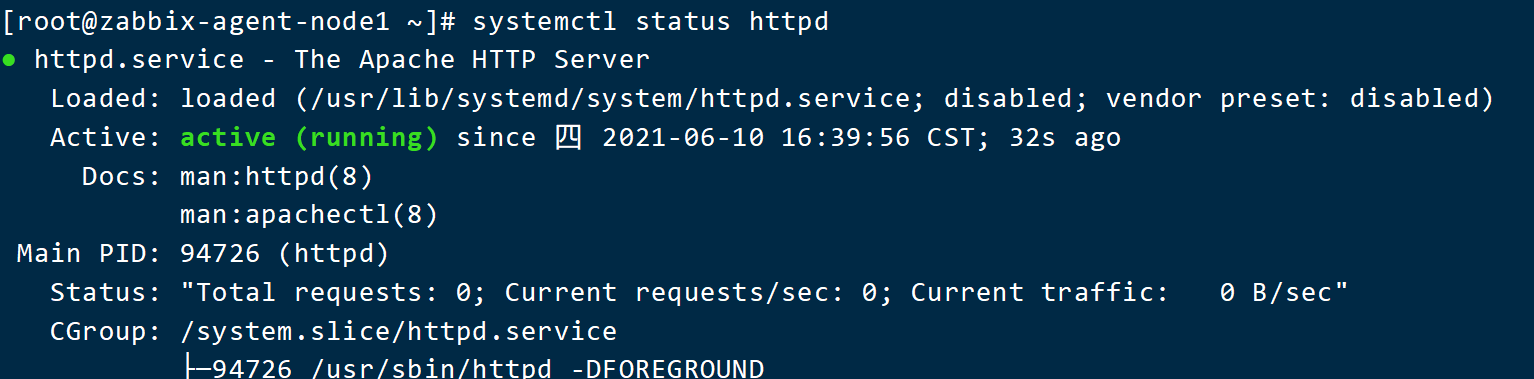 [root@zabbix-agent-node1 ~]# systemctl status httpd
● httpd.service - The Apache HTTP Server
   Loaded: loaded (/usr/lib/systemd/system/httpd.service; disabled; vendor preset: disabled)
   Active: active (running) since 四 2021-06-10 16:39:56 CST; 32s ago
     Docs: man:httpd(8)
           man:apachectl(8)
 Main PID: 94726 (httpd)
   Status: "Total requests: 0; Current requests/sec: 0; Current traffic:   0 B/sec"
   CGroup: /system.slice/httpd.service
           ├─94726 /usr/sbin/httpd -DFOREGROUND